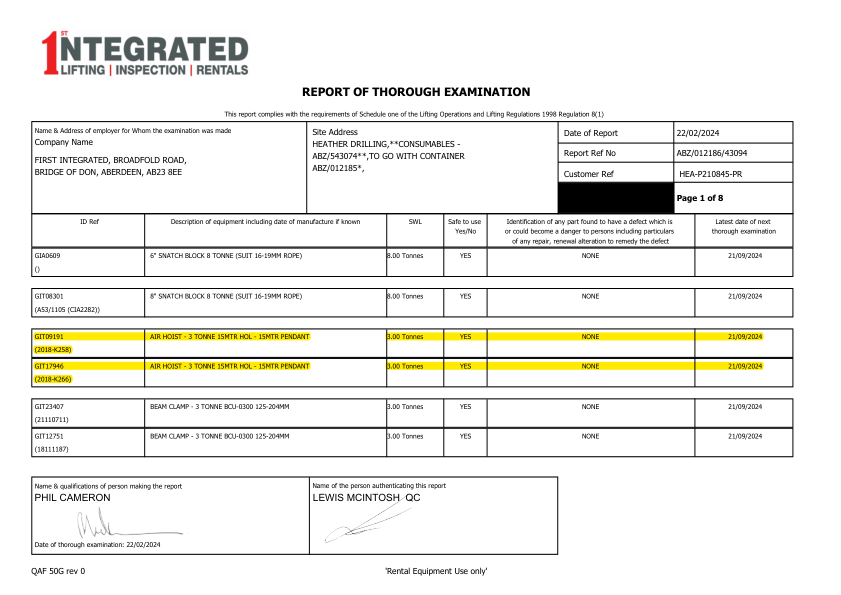 1ST INTEGRATED
LIFTING | INSPECTION | RENTALS
REPORT OF THOROUGH EXAMINATION
This report complies with the requirements of Schedule one of the Lifting Operations and Lifting Regulations 1998 Regulation 8(1)
Name & Address of employer for Whom the examination was made
Company Name
FIRST INTEGRATED, BROADFOLD ROAD,
BRIDGE OF DON, ABERDEEN, AB23 8EE
Site Address
HEATHER DRILLING,**CONSUMABLES -
ABZ/543074**,TO GO WITH CONTAINER
ABZ/012185*,
Date of Report 22/02/2024
Report Ref No ABZ/012186/43094
Customer Ref HEA-P210845-PR
Page 1 of 8
ID Ref
Description of equipment including date of manufacture if known
SWL
Safe to use
Yes/No
Identification of any part found to have a defect which is
or could become a danger to persons including particulars
of any repair, renewal alteration to remedy the defect
Latest date of next
thorough examination
GIA0609 6" SNATCH BLOCK 8 TONNE (SUIT 16-19MM ROPE) 8.00 Tonnes YES NONE 21/09/2024
()
GIT08301 8" SNATCH BLOCK 8 TONNE (SUIT 16-19MM ROPE) 8.00 Tonnes YES NONE 21/09/2024
(A53/1105 (CIA2282))
GIT09191 AIR HOIST - 3 TONNE 15MTR HOL - 15MTR PENDANT 3.00 Tonnes YES NONE 21/09/2024
(2018-K258)
GIT17946 AIR HOIST - 3 TONNE 15MTR HOL - 15MTR PENDANT 3.00 Tonnes YES NONE 21/09/2024
(2018-K266)
GIT23407 BEAM CLAMP - 3 TONNE BCU-0300 125-204MM 3.00 Tonnes YES NONE 21/09/2024
(21110711)
GIT12751 BEAM CLAMP - 3 TONNE BCU-0300 125-204MM 3.00 Tonnes YES NONE 21/09/2024
(18111187)
Name & qualifications of person making the report
PHIL CAMERON
Date of thorough examination: 22/02/2024
Name of the person authenticating this report
LEWIS MCINTOSH QC
QAF 50G rev 0 'Rental Equipment Use only'